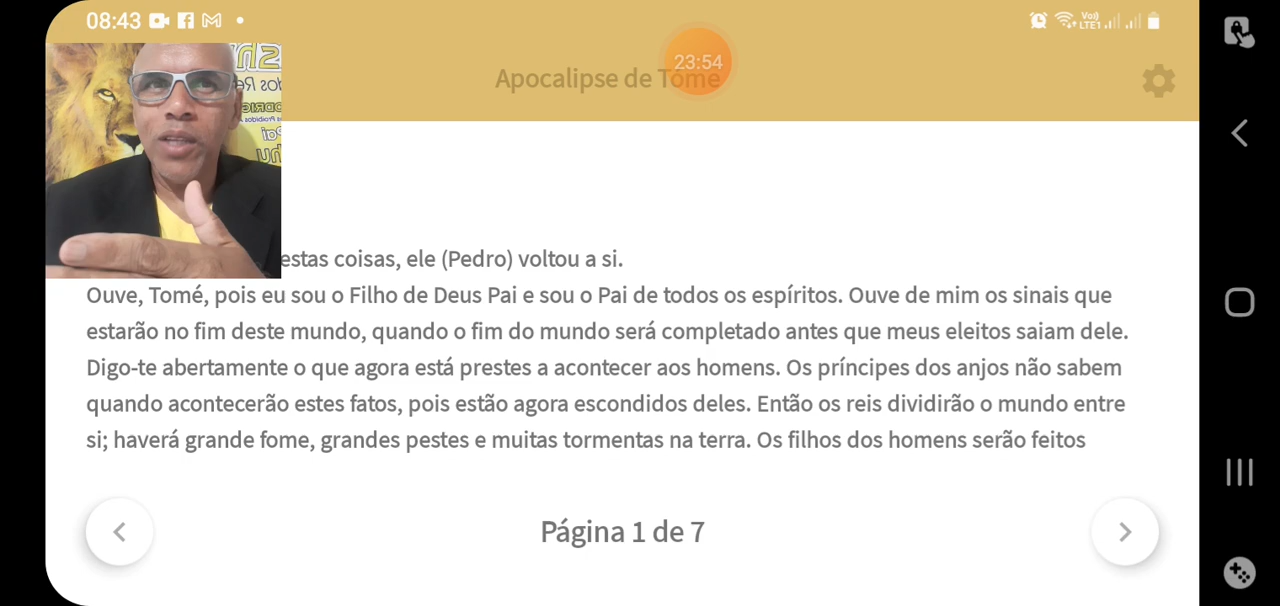 08:43
Vo)
LTE1
23:54
Apocalipse de Tomé
estas coisas, ele (Pedro) voltou a si.
Ouve, Tomé, pois eu sou o Filho de Deus Pai e sou o Pai de todos os espíritos. Ouve de mim os sinais que
estarão no fim deste mundo, quando o fim do mundo será completado antes que meus eleitos saiam dele.
Digo-te abertamente o que agora está prestes a acontecer aos homens. Os príncipes dos anjos não sabem
quando acontecerão estes fatos, pois estão agora escondidos deles. Então os reis dividirão o mundo entre
si; haverá grande fome, grandes pestes e muitas tormentas na terra. Os filhos dos homens serão feitos
Página 1 de 7